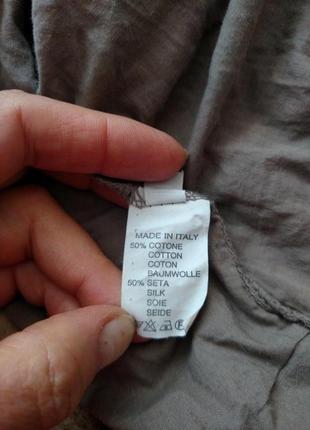 MADE IN ITALY
50% COTONE
COTTON
COTON
BAUMWOLLE
50% SETA
SILK
SOIE
SEIDE